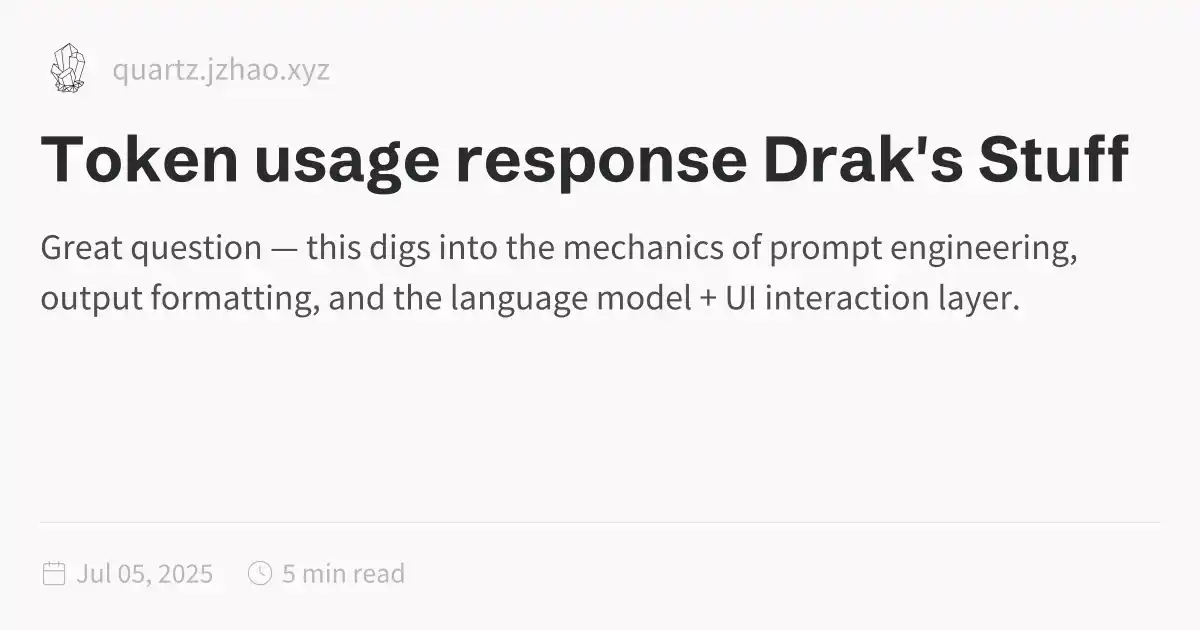 quartz.jzhao.xyz
Token usage response Drak's Stuff
Great question — this digs into the mechanics of prompt engineering,
output formatting, and the language model + UI interaction layer.
Jul 05, 2025 5 min read